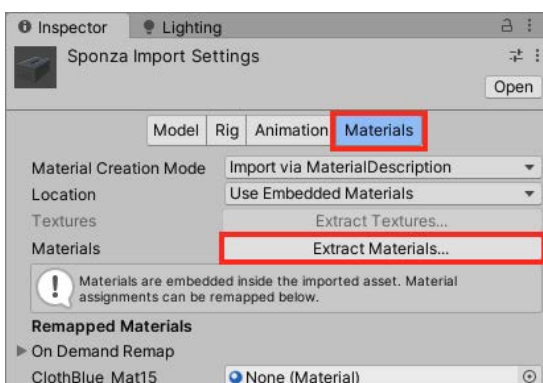 Inspector Lighting
Sponza Import Settings
Open
Model Rig Animation Materials
Material Creation Mode Import via MaterialDescription
Location Use Embedded Materials
Textures Extract Textures...
Materials Extract Materials...
Materials are embedded inside the imported asset. Material
assignments can be remapped below.
Remapped Materials
On Demand Remap
ClothBlue_Mat15 None (Material)